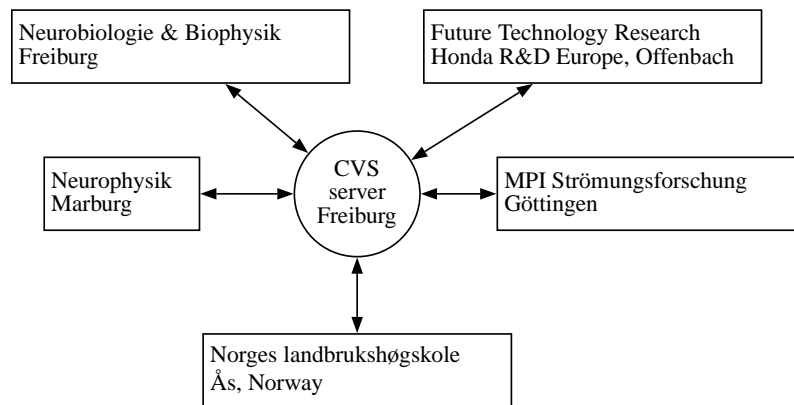 Neurobiologie & Biophysik
Freiburg
Future Technology Research
Honda R&D Europe, Offenbach
Neurophysik
Marburg
CVS
server
Freiburg
MPI Strömungsforschung
Göttingen
Norges landbrukshøgskole
Ås, Norway